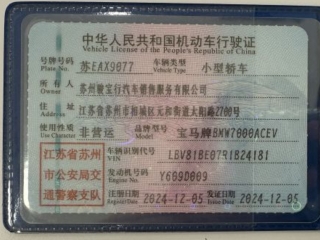 中华人民共和国机动车行驶证
Vehicle License of the People's Republic of China
号牌号码 苏EAX9077 车辆类型 小型轿车
Plate No. Vehicle Type
所有人 苏州骏宝行汽车销售服务有限公司
Owner
住址 江苏省苏州市相城区元和街道太阳路2700号
Address
使用性质 非营运 品牌型号 宝马牌BMW7000ACEV
Use Character Model
江苏省苏州市公安局交通警察支队
车辆识别代号 LBV81BE07R1B24181
VIN
发动机号码 Y609D009
Engine No.
注册日期 2024-12-05 发证日期 2024-12-05
Register Date Issue Date